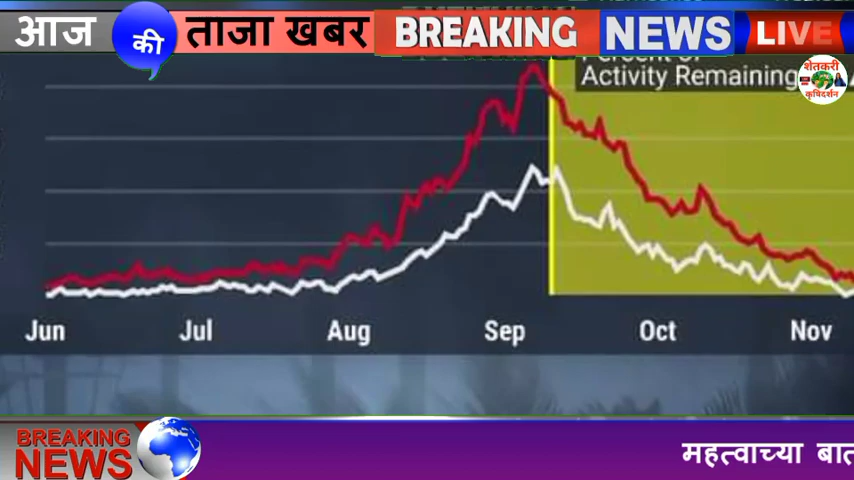 आज की ताजा खबर BREAKING NEWS LIVE
Activity Remaining
शेतकरी
कृषिदर्शन
Jun Jul Aug Sep Oct Nov
BREAKING
NEWS
महत्वाच्या